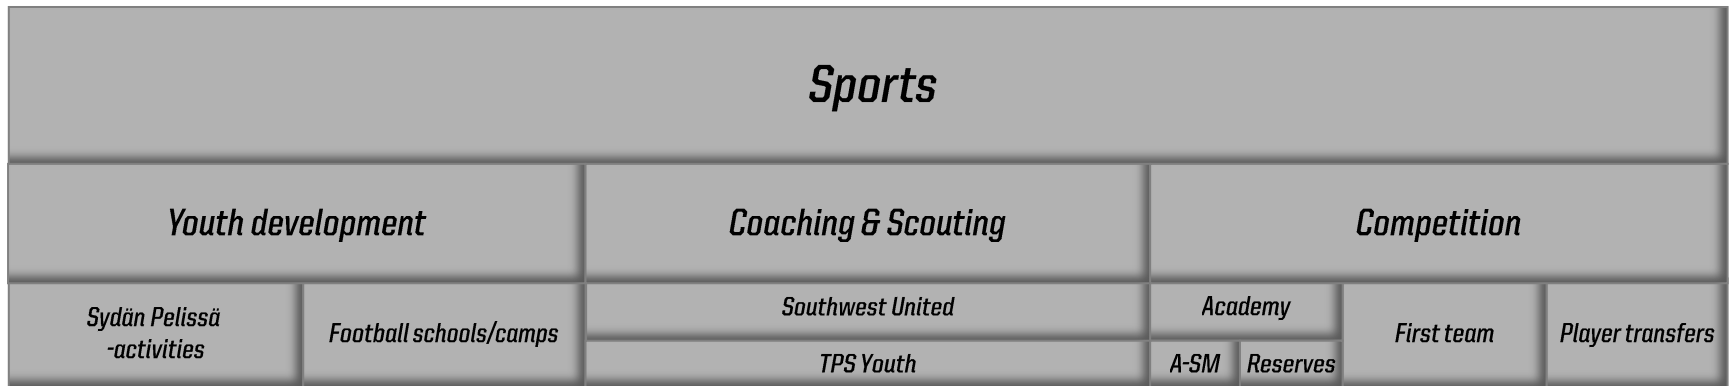 Sports
Youth development
Coaching & Scouting
Competition
Sydän Pelissä
-activities
Football schools/camps
Southwest United
TPS Youth
Academy
A-SM
Reserves
First team
Player transfers